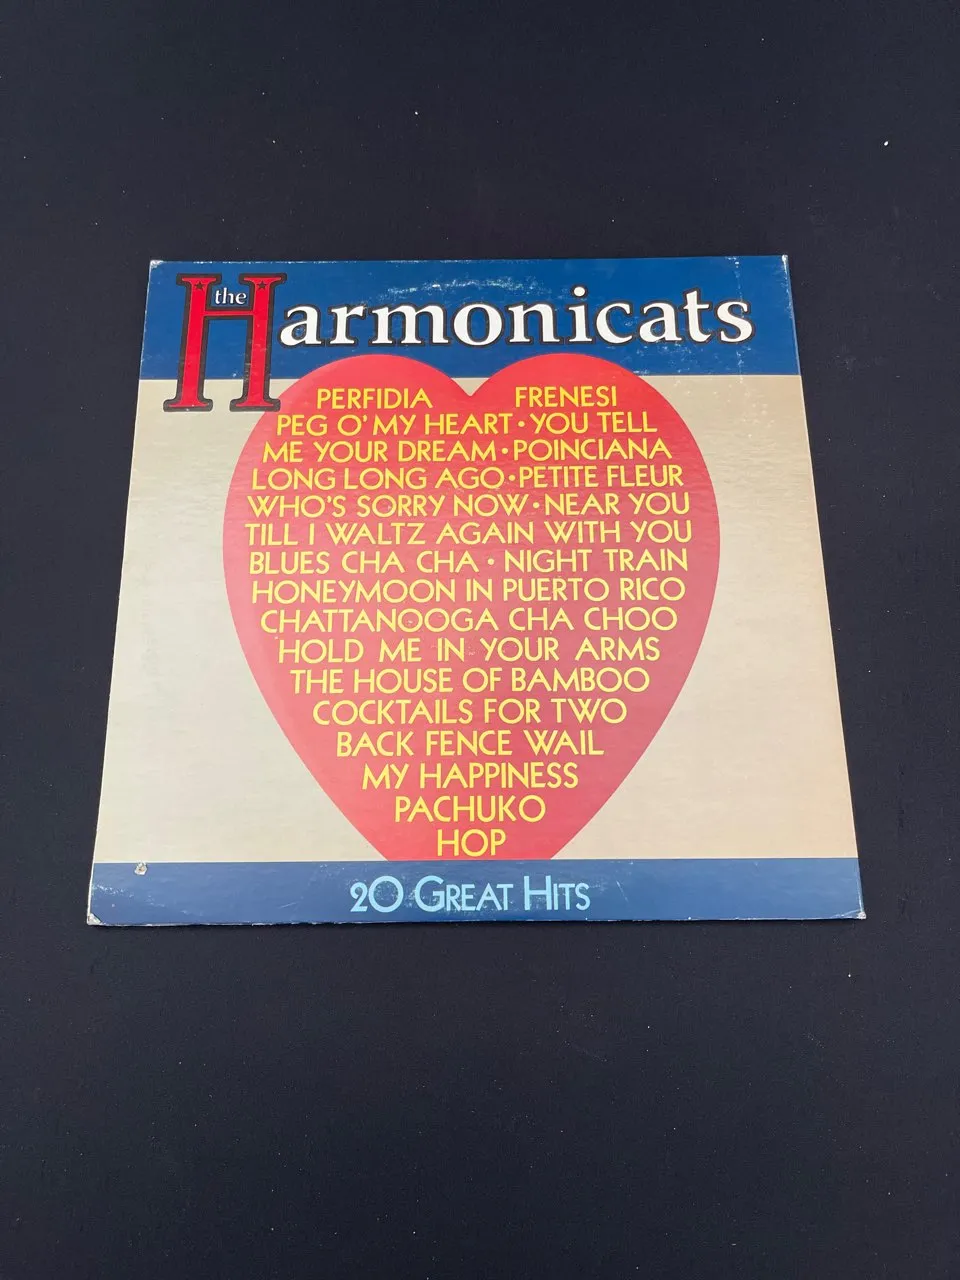 the Harmonicats
PERFIDIA FRENESI
PEG O' MY HEART • YOU TELL
ME YOUR DREAM • POINCIANA
LONG LONG AGO • PETITE FLEUR
WHO'S SORRY NOW • NEAR YOU
TILL I WALTZ AGAIN WITH YOU
BLUES CHA CHA • NIGHT TRAIN
HONEYMOON IN PUERTO RICO
CHATTANOOGA CHA CHOO
HOLD ME IN YOUR ARMS
THE HOUSE OF BAMBOO
COCKTAILS FOR TWO
BACK FENCE WAIL
MY HAPPINESS
PACHUKO
HOP
20 GREAT HITS